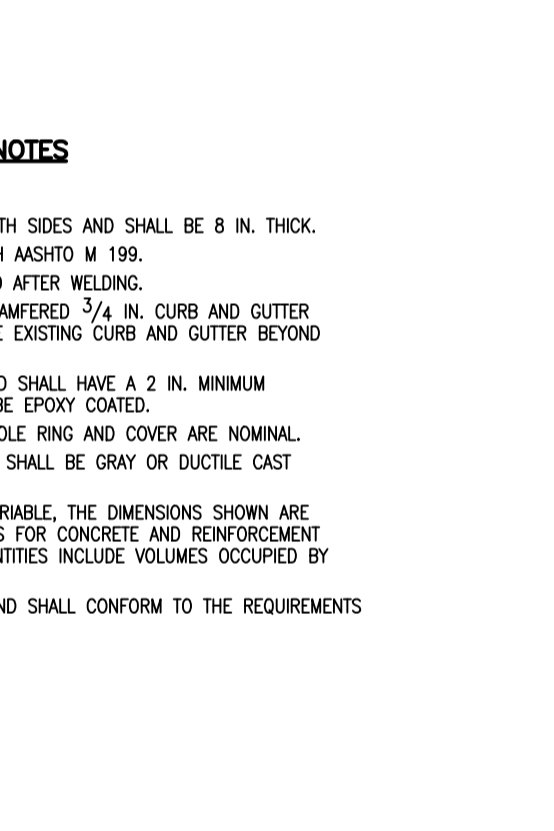 NOTES
TH SIDES AND SHALL BE 8 IN. THICK.
H AASHTO M 199.
D AFTER WELDING.
AMFERED 3/4 IN. CURB AND GUTTER
E EXISTING CURB AND GUTTER BEYOND
D SHALL HAVE A 2 IN. MINIMUM
BE EPOXY COATED.
OLE RING AND COVER ARE NOMINAL.
SHALL BE GRAY OR DUCTILE CAST
RIABLE, THE DIMENSIONS SHOWN ARE
S FOR CONCRETE AND REINFORCEMENT
NTITIES INCLUDE VOLUMES OCCUPIED BY
ND SHALL CONFORM TO THE REQUIREMENTS